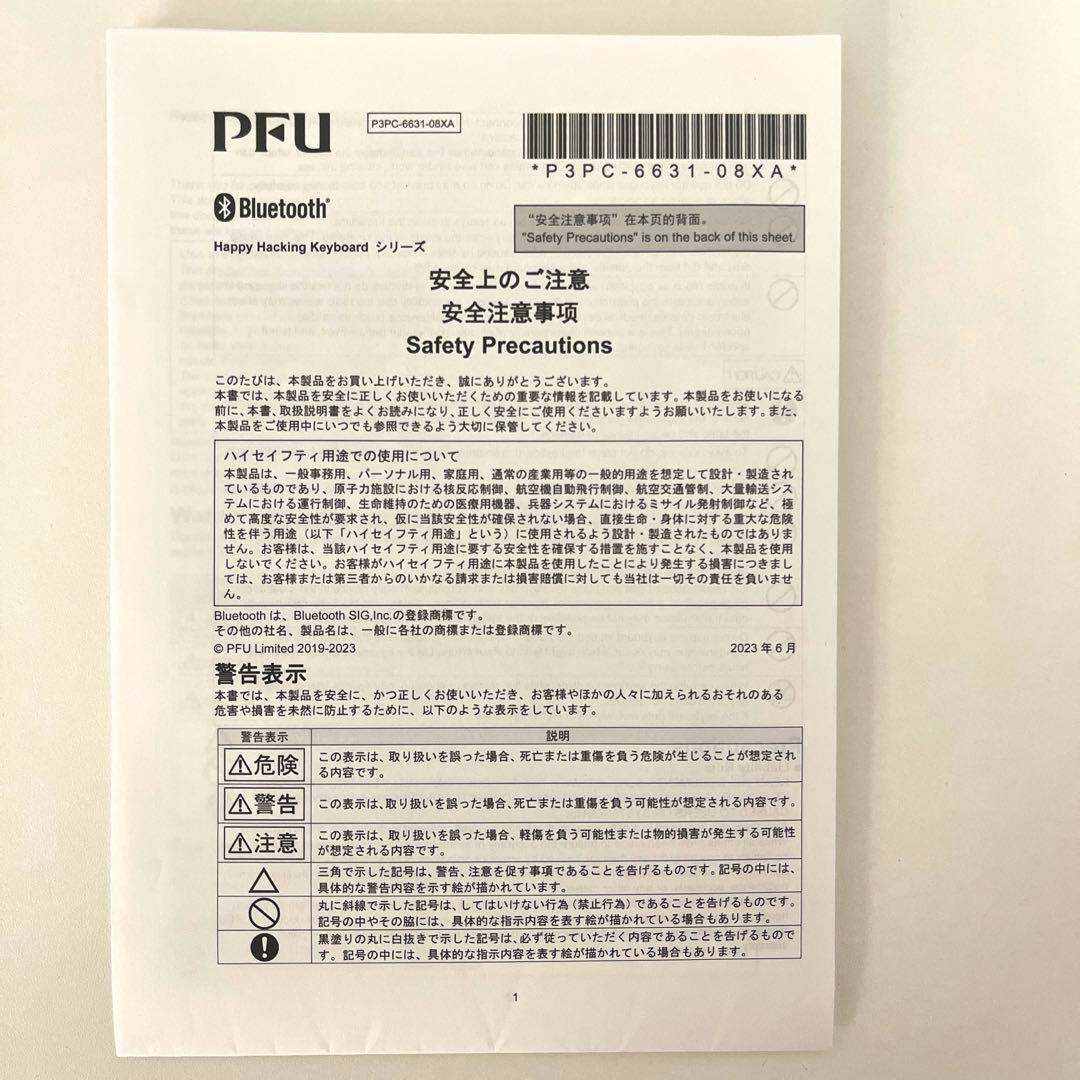 PFU
P3PC-6631-08XA
*P3PC-6631-08XA*
Bluetooth®
"安全注意事项"在本页的背面。
"Safety Precautions" is on the back of this sheet.
Happy Hacking Keyboard シリーズ
安全上のご注意
安全注意事项
Safety Precautions
このたびは、本製品をお買い上げいただき、誠にありがとうございます。
本書では、本製品を安全に正しくお使いいただくための重要な情報を記載しています。本製品をお使いになる
前に、本書、取扱説明書をよくお読みになり、正しく安全にご使用くださいますようお願いいたします。また、
本製品をご使用中にいつでも参照できるよう大切に保管してください。
ハイセイフティ用途での使用について
本製品は、一般事務用、パーソナル用、家庭用、通常の産業用等の一般的用途を想定して設計・製造され
ているものであり、原子力施設における核反応制御、航空機自動飛行制御、航空交通管制、大量輸送シス
テムにおける運行制御、生命維持のための医療用機器、兵器システムにおけるミサイル発射制御など、極
めて高度な安全性が要求され、仮に当該安全性が確保されない場合、直接生命・身体に対する重大な危険
性を伴う用途（以下「ハイセイフティ用途」という）に使用されるよう設計・製造されたものではありま
せん。お客様は、当該ハイセイフティ用途に要する安全性を確保する措置を施すことなく、本製品を使用
しないでください。お客様がハイセイフティ用途に本製品を使用したことにより発生する損害につきまし
ては、お客様または第三者からのいかなる請求または損害賠償に対しても当社は一切その責任を負いませ
ん。
Bluetooth は、Bluetooth SIG,Inc.の登録商標です。
その他の社名、製品名は、一般に各社の商標または登録商標です。
© PFU Limited 2019-2023
2023 年 6 月
警告表示
本書では、本製品を安全に、かつ正しくお使いいただき、お客様やほかの人々に加えられるおそれのある
危害や損害を未然に防止するために、以下のような表示をしています。
警告表示 説明
⚠危険
この表示は、取り扱いを誤った場合、死亡または重傷を負う危険が生じることが想定され
る内容です。
⚠警告
この表示は、取り扱いを誤った場合、死亡または重傷を負う可能性が想定される内容です。
⚠注意
この表示は、取り扱いを誤った場合、軽傷を負う可能性または物的損害が発生する可能性
が想定される内容です。
三角で示した記号は、警告、注意を促す事項であることを告げるものです。記号の中には、
具体的な警告内容を示す絵が描かれています。
丸に斜線で示した記号は、してはいけない行為（禁止行為）であることを告げるものです。
記号の中やその脇には、具体的な指示内容を表す絵が描かれている場合もあります。
黒塗りの丸に白抜きで示した記号は、必ず従っていただく内容であることを告げるもので
す。記号の中には、具体的な指示内容を表す絵が描かれている場合もあります。
1